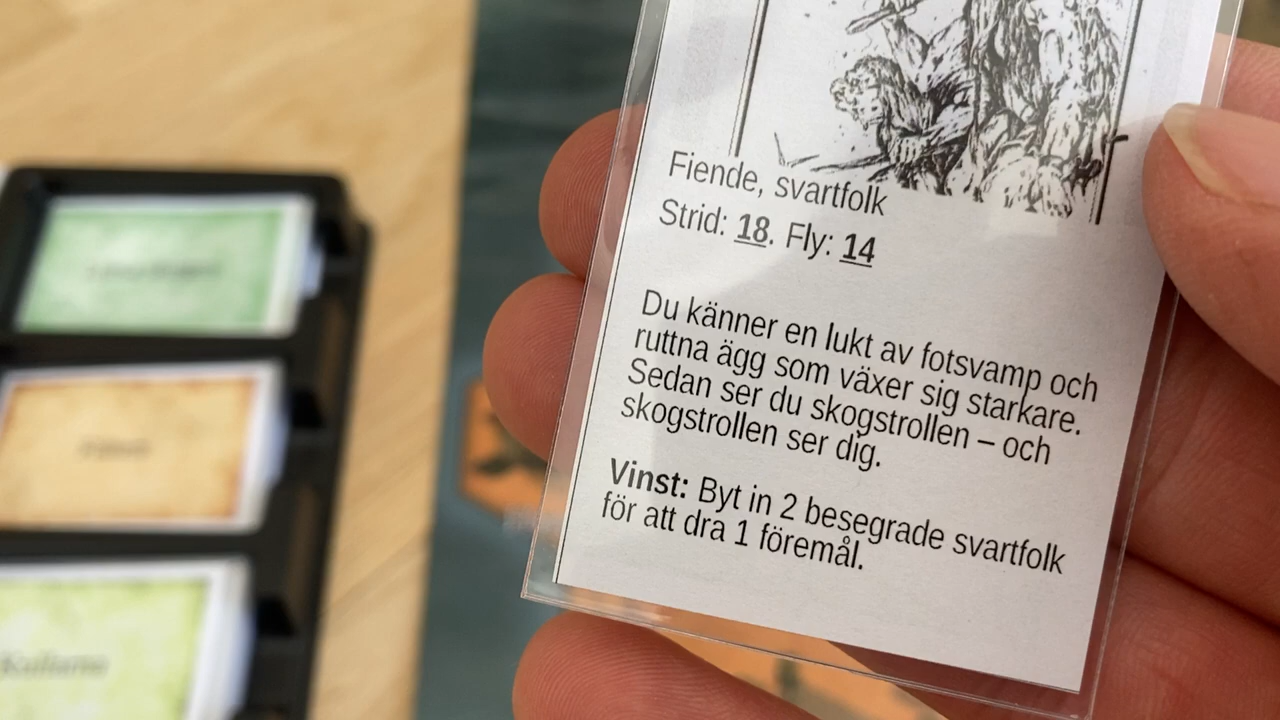 Fiende, svartfolk
Strid: 18. Fly: 14
Du känner en lukt av fotsvamp och
ruttna ägg som växer sig starkare.
Sedan ser du skogstrollen – och
skogstrollen ser dig.
Vinst: Byt in 2 besegrade svartfolk
för att dra 1 föremål.
Kullarna